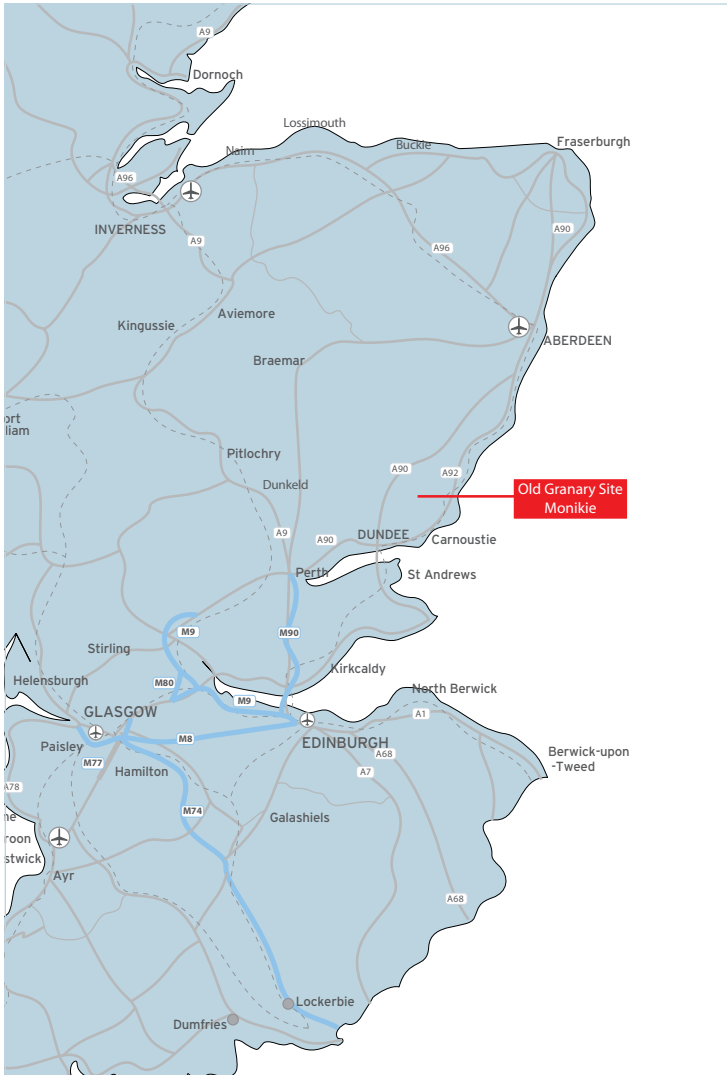 A9
Dornoch
Lossimouth
Nairn
Buckie
Fraserburgh
A96
A90
INVERNESS
A9
A96
Aviemore
Kingussie
ABERDEEN
Braemar
ort
liam
Pitlochry
A90
A92
Dunkeld
Old Granary Site
Monikie
A9
A90
DUNDEE
Carnoustie
Perth
St Andrews
M9
M90
Stirling
Kirkcaldy
Helensburgh
M80
M9
North Berwick
GLASGOW
A1
M8
EDINBURGH
Paisley
A68
Berwick-upon
-Tweed
M77
Hamilton
A7
A78
M74
ne
Galashiels
roon
stwick
Ayr
A68
Lockerbie
Dumfries